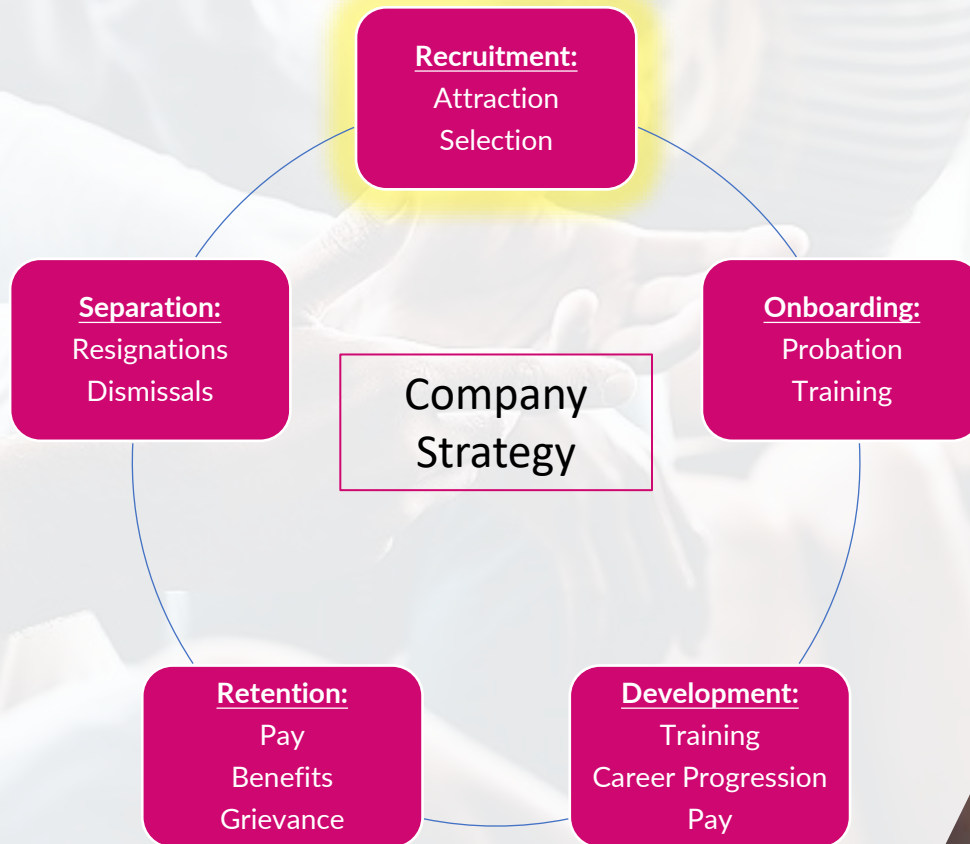 Recruitment:
Attraction
Selection
Separation:
Resignations
Dismissals
Onboarding:
Probation
Training
Company
Strategy
Retention:
Pay
Benefits
Grievance
Development:
Training
Career Progression
Pay